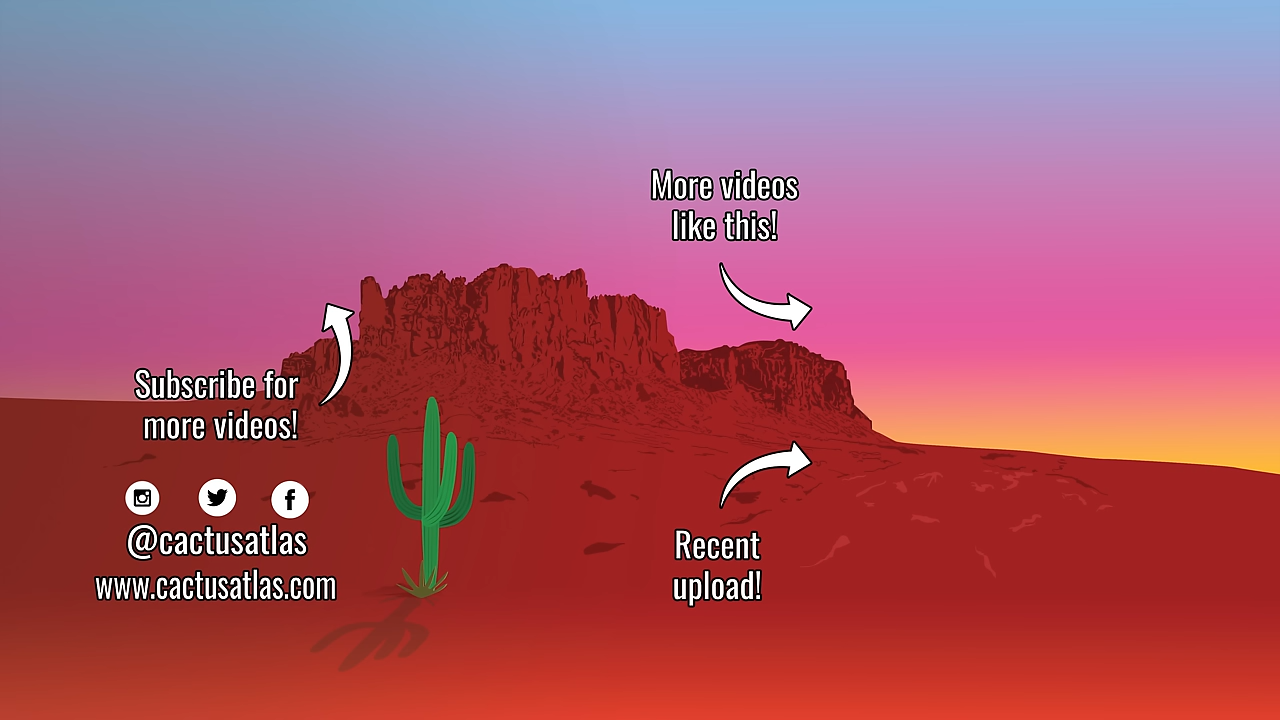 More videos
like this!
Subscribe for
more videos!
@cactusatlas
www.cactusatlas.com
Recent
upload!